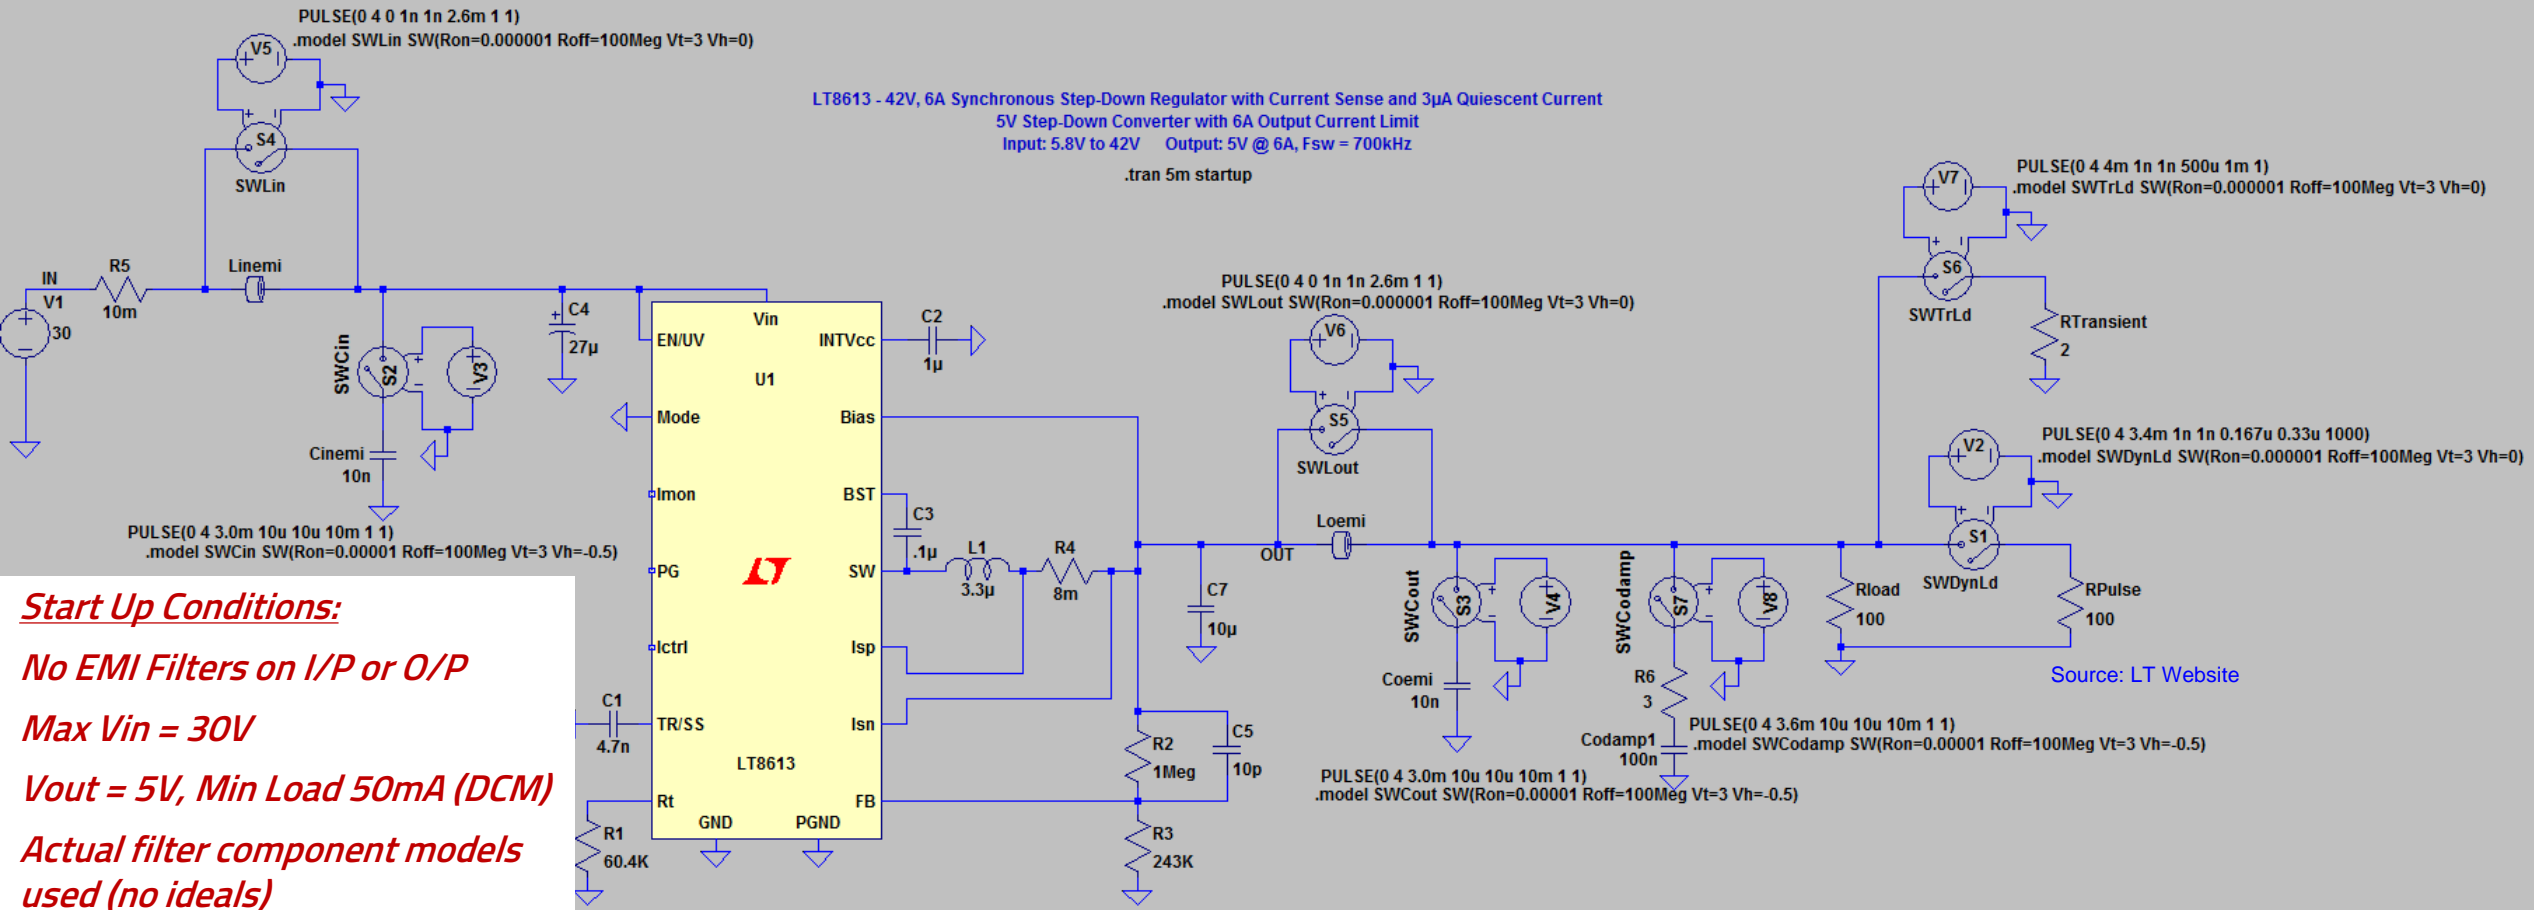 PULSE(0 4 0 1n 1n 2.6m 1 1)
.model SWLin SW(Ron=0.000001 Roff=100Meg Vt=3 Vh=0)
V5
S4
SWLin
LT8613 - 42V, 6A Synchronous Step-Down Regulator with Current Sense and 3µA Quiescent Current
5V Step-Down Converter with 6A Output Current Limit
Input: 5.8V to 42V Output: 5V @ 6A, Fsw = 700kHz
.tran 5m startup
PULSE(0 4 4m 1n 1n 500u 1m 1)
.model SWTrLd SW(Ron=0.000001 Roff=100Meg Vt=3 Vh=0)
V7
S6
SWTrLd
RTransient
2
IN
V1
30
R5
10m
Linemi
SWCin
S2
V3
Cinemi
10n
PULSE(0 4 3.0m 10u 10u 10m 1 1)
.model SWCin SW(Ron=0.00001 Roff=100Meg Vt=3 Vh=-0.5)
C4
27µ
Vin
EN/UV
INTVcc
U1
Mode
Bias
Imon
BST
PG
SW
Ictrl
Isp
TR/SS
Isn
LT8613
Rt
FB
GND
PGND
C2
1µ
C3
.1µ
L1
3.3µ
R4
8m
C1
4.7n
R1
60.4K
R2
1Meg
C5
10p
R3
243K
C7
10µ
OUT
PULSE(0 4 0 1n 1n 2.6m 1 1)
.model SWLout SW(Ron=0.000001 Roff=100Meg Vt=3 Vh=0)
V6
S5
SWLout
Loemi
SWCout
S3
V4
Coemi
10n
PULSE(0 4 3.0m 10u 10u 10m 1 1)
.model SWCout SW(Ron=0.00001 Roff=100Meg Vt=3 Vh=-0.5)
SWCodamp
S7
V8
R6
3
Codamp1
100n
PULSE(0 4 3.6m 10u 10u 10m 1 1)
.model SWCodamp SW(Ron=0.00001 Roff=100Meg Vt=3 Vh=-0.5)
Rload
100
PULSE(0 4 3.4m 1n 1n 0.167u 0.33u 1000)
.model SWDynLd SW(Ron=0.000001 Roff=100Meg Vt=3 Vh=0)
V2
S1
SWDynLd
RPulse
100
Source: LT Website
Start Up Conditions:
No EMI Filters on I/P or O/P
Max Vin = 30V
Vout = 5V, Min Load 50mA (DCM)
Actual filter component models
used (no ideals)